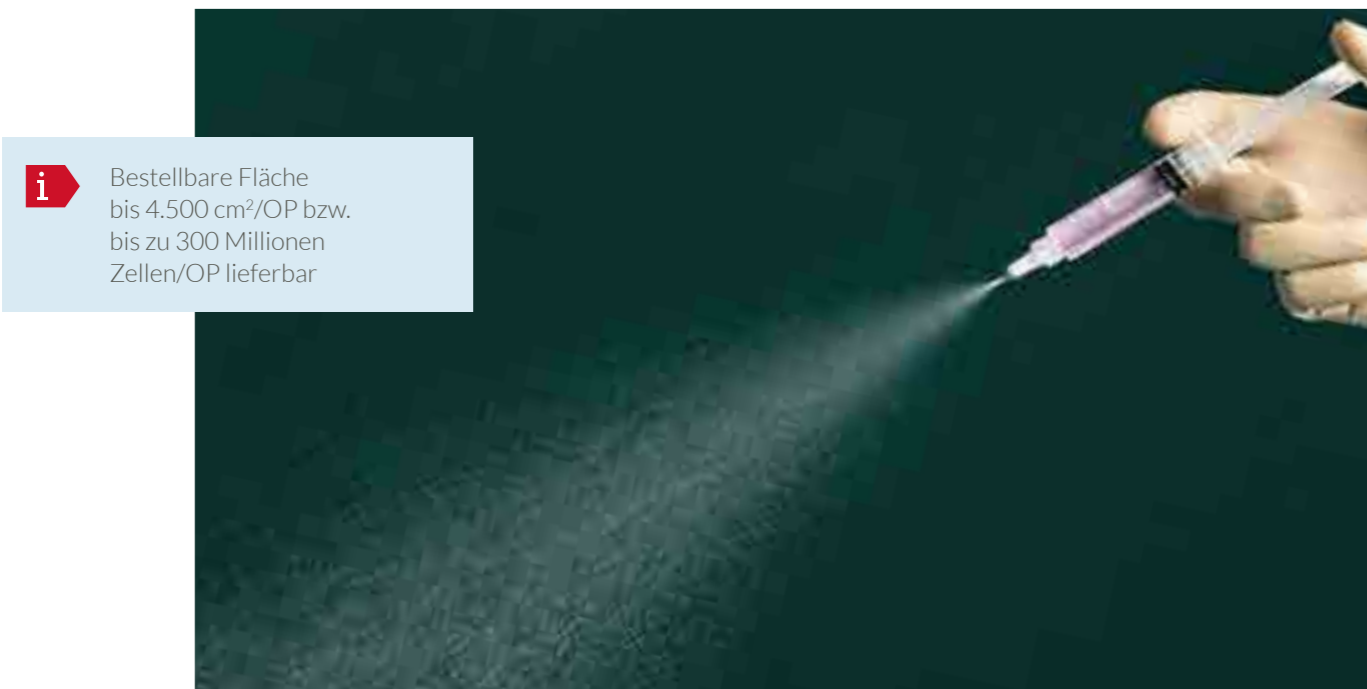 i
Bestellbare Fläche
bis 4.500 cm²/OP bzw.
bis zu 300 Millionen
Zellen/OP lieferbar